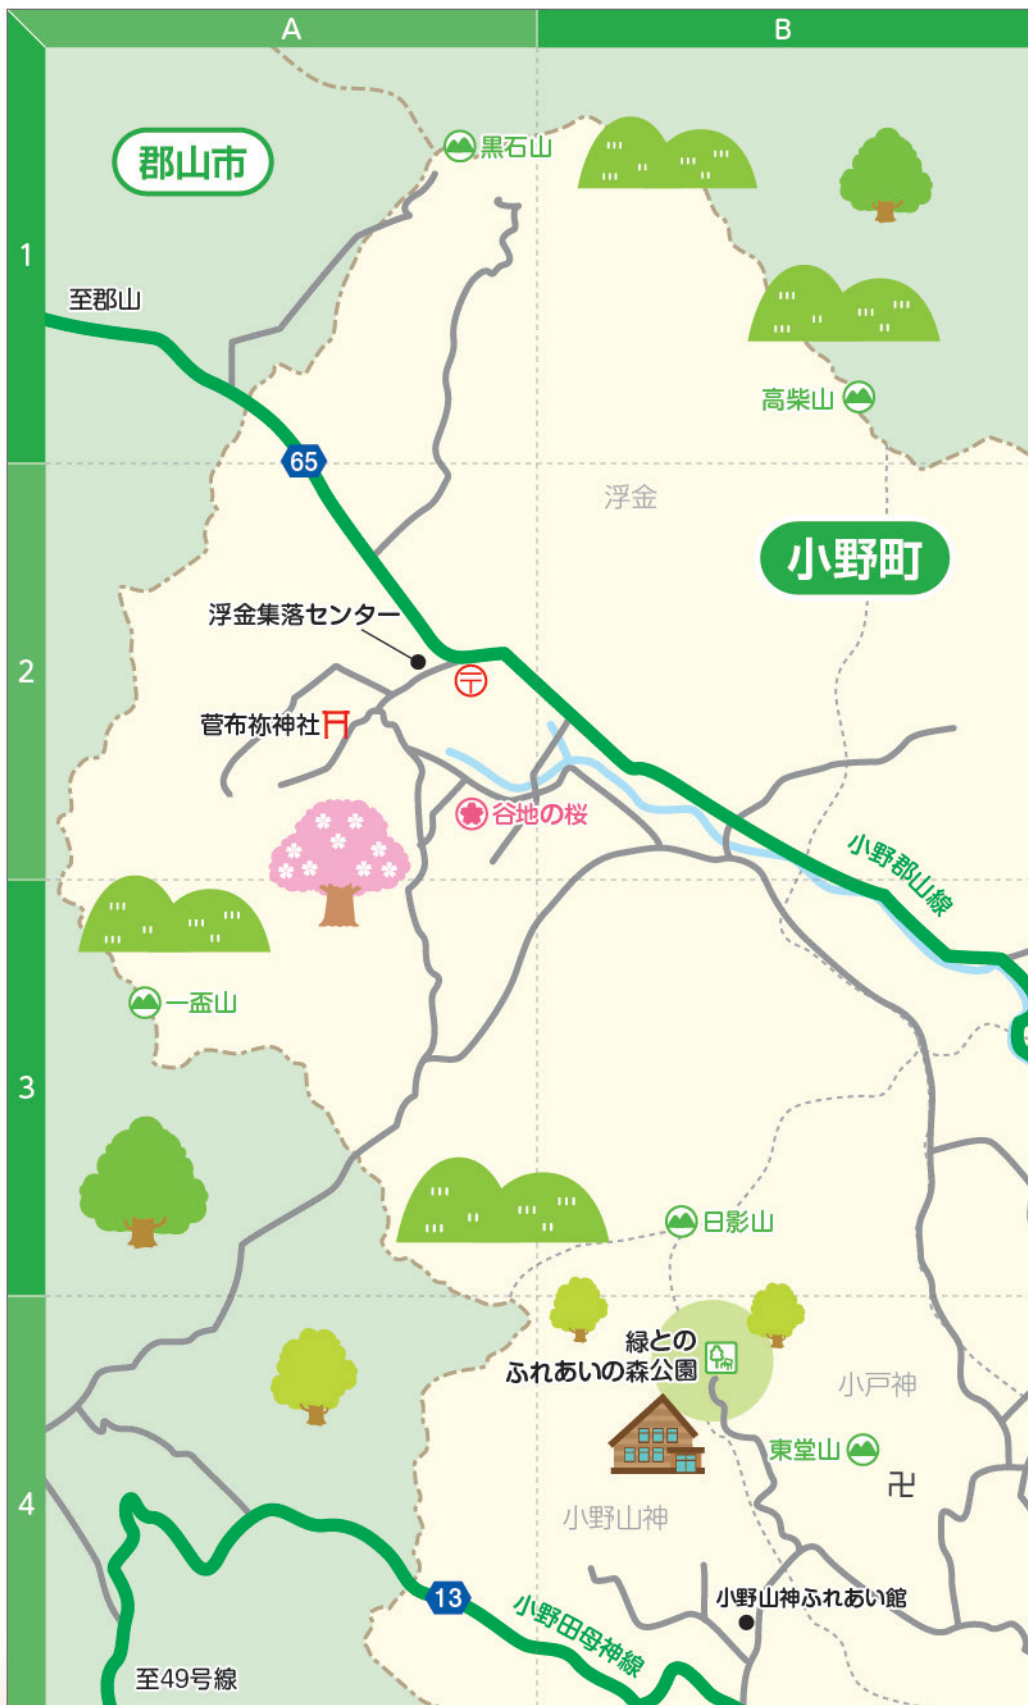 A
B
1
2
3
4
郡山市
黒石山
至郡山
高柴山
65
浮金
小野町
浮金集落センター
〒
菅布祢神社
谷地の桜
小野郡山線
一盃山
日影山
緑との
ふれあいの森公園
小戸神
東堂山
卍
小野山神
13
小野山神ふれあい館
小野田母神線
至49号線